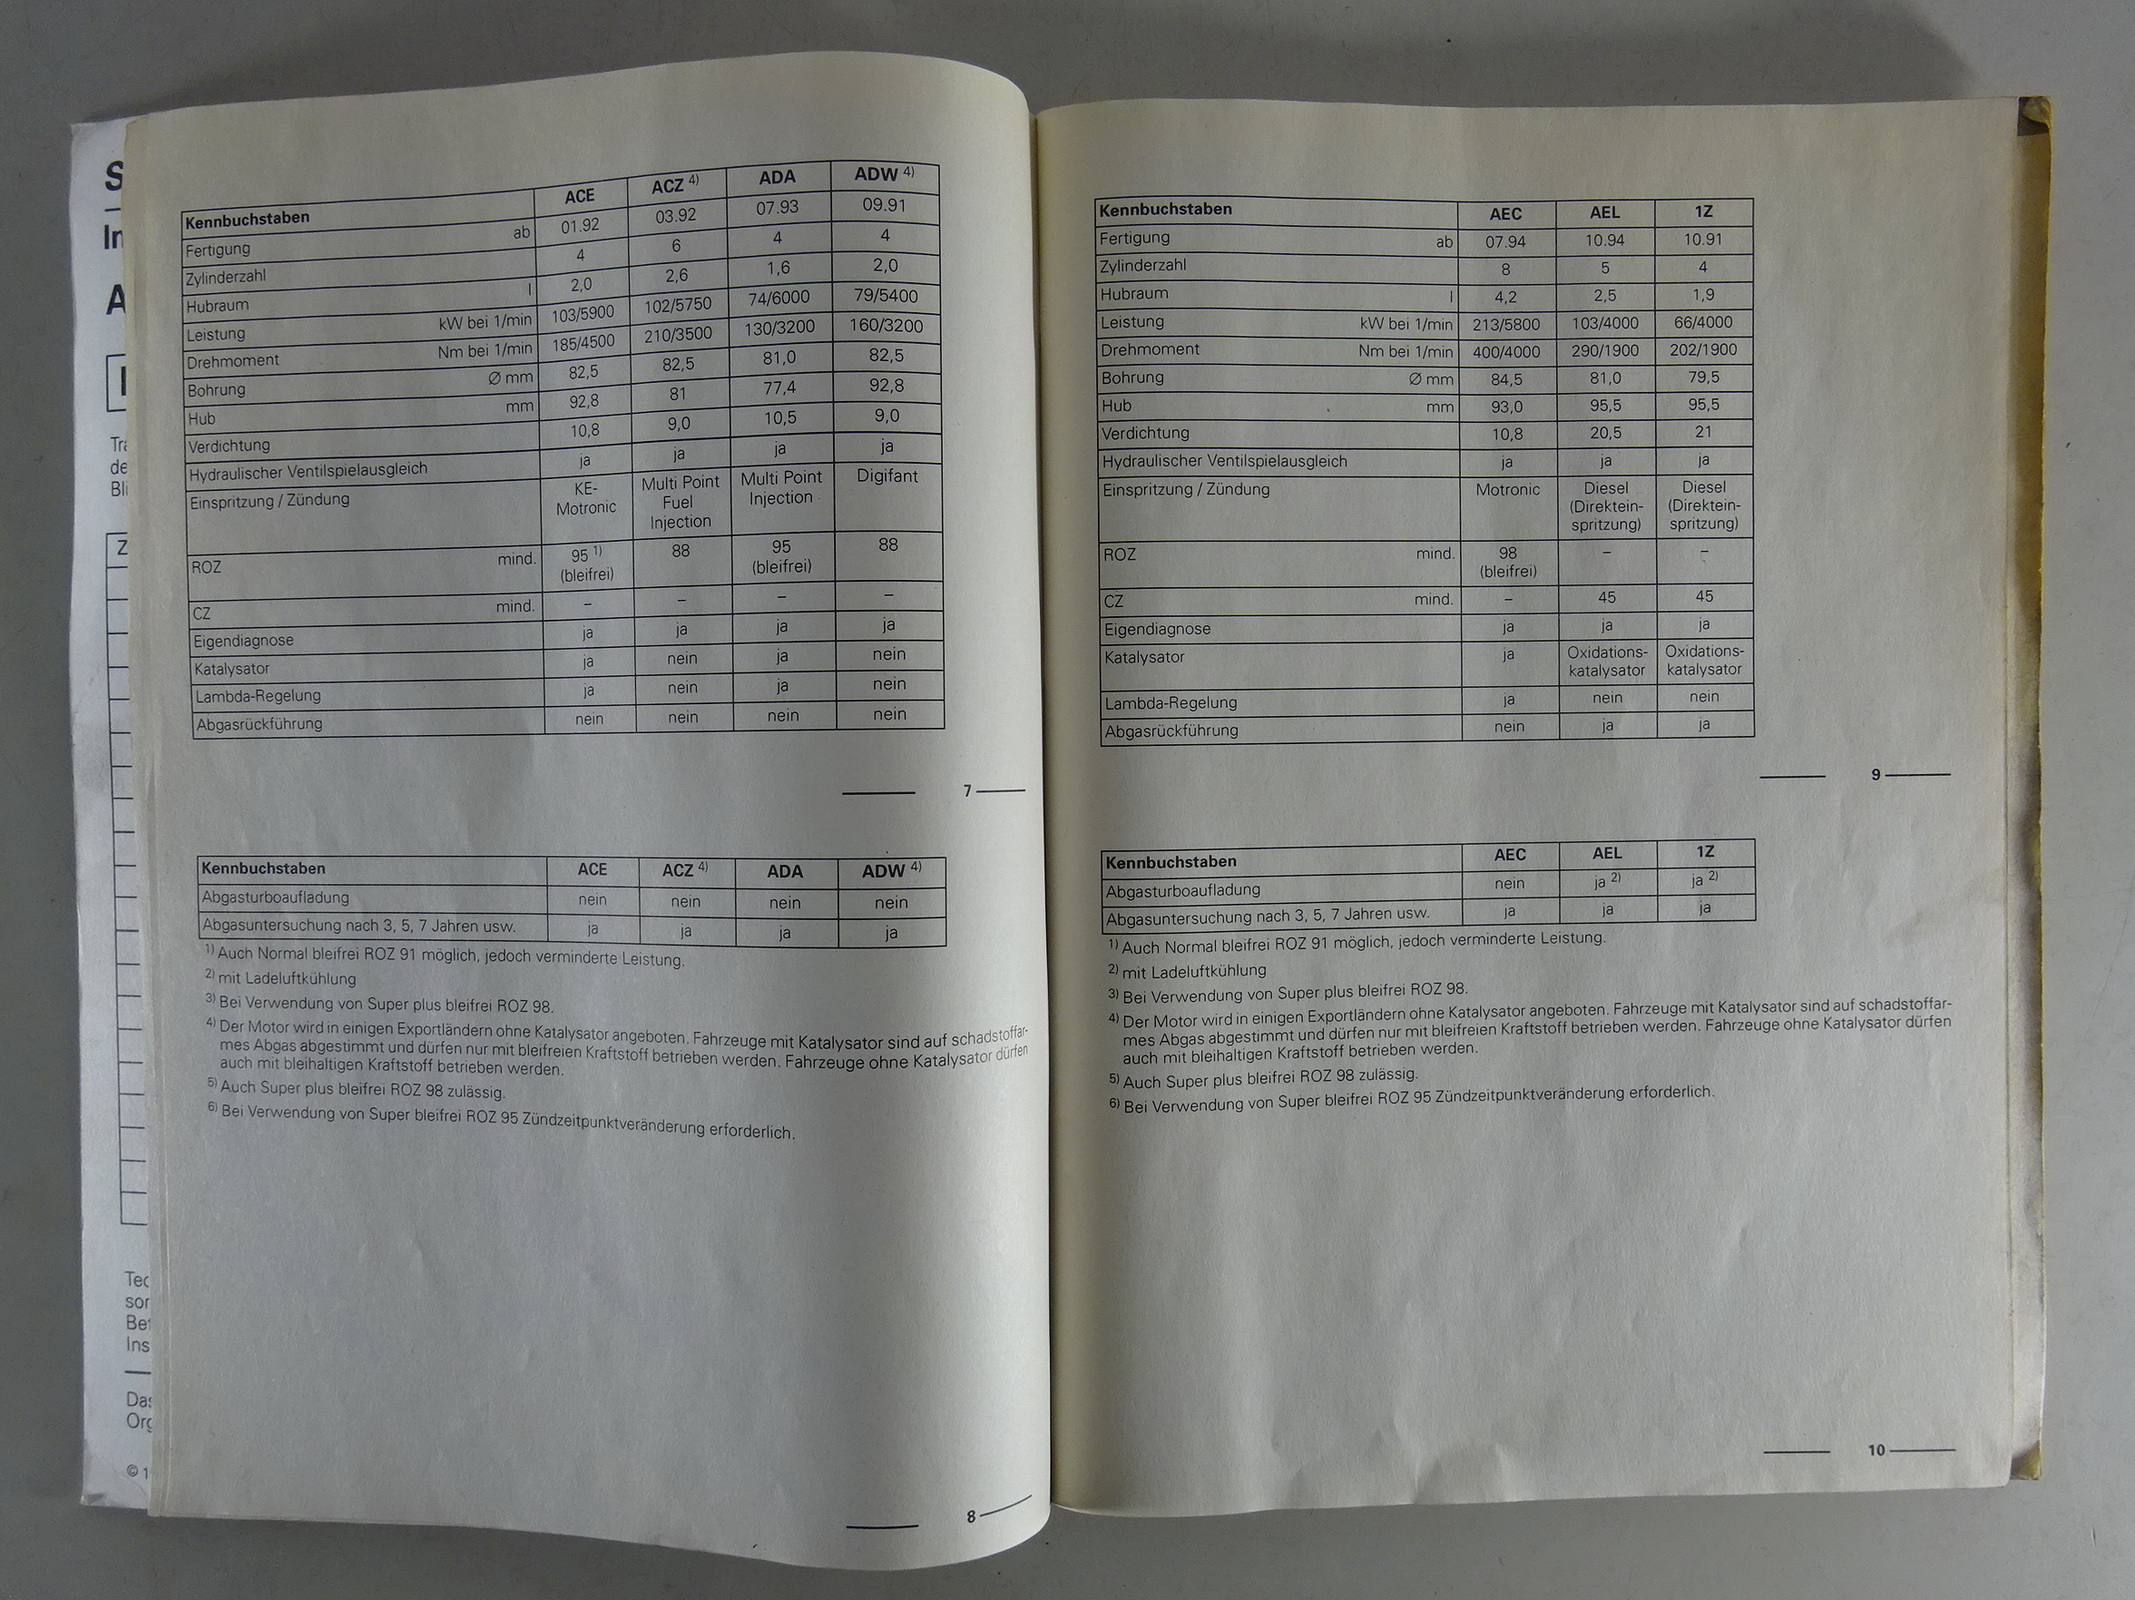 Kennbuchstaben ACE ACZ 4) ADA ADW 4)
Fertigung ab 01.92 03.92 07.93 09.91
Zylinderzahl 4 6 4 4
Hubraum l 2,0 2,6 1,6 2,0
Leistung kW bei 1/min 103/5900 102/5750 74/6000 79/5400
Drehmoment Nm bei 1/min 185/4500 210/3500 130/3200 160/3200
Bohrung Ø mm 82,5 82,5 81,0 82,5
Hub mm 92,8 81 77,4 92,8
Verdichtung 10,8 9,0 10,5 9,0
Hydraulischer Ventilspielausgleich ja ja ja ja
Einspritzung / Zündung KE- Multi Point Multi Point Digifant
Motronic Fuel Injection
Injection
ROZ mind. 95 1) 88 95 88
(bleifrei) (bleifrei)
CZ mind. – – – –
Eigendiagnose ja ja ja ja
Katalysator ja nein ja nein
Lambda-Regelung ja nein ja nein
Abgasrückführung nein nein nein nein
7
Kennbuchstaben ACE ACZ 4) ADA ADW 4)
Abgasturboaufladung nein nein nein nein
Abgasuntersuchung nach 3, 5, 7 Jahren usw. ja ja ja ja
1) Auch Normal bleifrei ROZ 91 möglich, jedoch verminderte Leistung.
2) mit Ladeluftkühlung
3) Bei Verwendung von Super plus bleifrei ROZ 98.
4) Der Motor wird in einigen Exportländern ohne Katalysator angeboten. Fahrzeuge mit Katalysator sind auf schadstoffar-
mes Abgas abgestimmt und dürfen nur mit bleifreien Kraftstoff betrieben werden. Fahrzeuge ohne Katalysator dürfen
auch mit bleihaltigen Kraftstoff betrieben werden.
5) Auch Super plus bleifrei ROZ 98 zulässig.
6) Bei Verwendung von Super bleifrei ROZ 95 Zündzeitpunktveränderung erforderlich.
8
Kennbuchstaben AEC AEL 1Z
Fertigung ab 07.94 10.94 10.91
Zylinderzahl 8 5 4
Hubraum l 4,2 2,5 1,9
Leistung kW bei 1/min 213/5800 103/4000 66/4000
Drehmoment Nm bei 1/min 400/4000 290/1900 202/1900
Bohrung Ø mm 84,5 81,0 79,5
Hub mm 93,0 95,5 95,5
Verdichtung 10,8 20,5 21
Hydraulischer Ventilspielausgleich ja ja ja
Einspritzung / Zündung Motronic Diesel Diesel
(Direktein- (Direktein-
spritzung) spritzung)
ROZ mind. 98 – –
(bleifrei)
CZ mind. – 45 45
Eigendiagnose ja ja ja
Katalysator ja Oxidations- Oxidations-
katalysator katalysator
Lambda-Regelung ja nein nein
Abgasrückführung nein ja ja
9
Kennbuchstaben AEC AEL 1Z
Abgasturboaufladung nein ja 2) ja 2)
Abgasuntersuchung nach 3, 5, 7 Jahren usw. ja ja ja
1) Auch Normal bleifrei ROZ 91 möglich, jedoch verminderte Leistung.
2) mit Ladeluftkühlung
3) Bei Verwendung von Super plus bleifrei ROZ 98.
4) Der Motor wird in einigen Exportländern ohne Katalysator angeboten. Fahrzeuge mit Katalysator sind auf schadstoffar-
mes Abgas abgestimmt und dürfen nur mit bleifreien Kraftstoff betrieben werden. Fahrzeuge ohne Katalysator dürfen
auch mit bleihaltigen Kraftstoff betrieben werden.
5) Auch Super plus bleifrei ROZ 98 zulässig.
6) Bei Verwendung von Super bleifrei ROZ 95 Zündzeitpunktveränderung erforderlich.
10